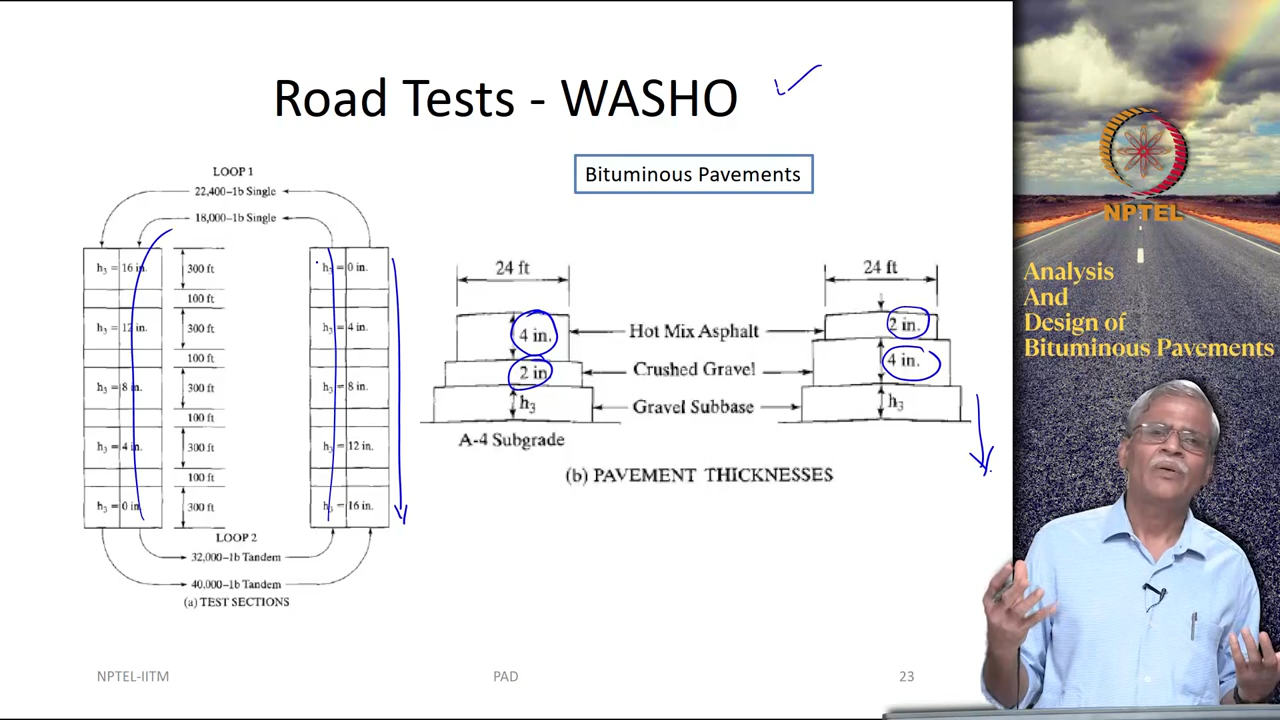 Road Tests - WASHO
Bituminous Pavements
LOOP 1
22,400-1b Single
18,000-1b Single
h3 = 16 in.
300 ft
h3 = 0 in.
100 ft
h3 = 12 in.
300 ft
h3 = 4 in.
100 ft
h3 = 8 in.
300 ft
h3 = 8 in.
100 ft
h3 = 4 in.
300 ft
h3 = 12 in.
100 ft
h3 = 0 in.
300 ft
h3 = 16 in.
LOOP 2
32,000-1b Tandem
40,000-1b Tandem
(a) TEST SECTIONS
24 ft
24 ft
4 in.
Hot Mix Asphalt
2 in.
2 in
Crushed Gravel
4 in.
h3
Gravel Subbase
h3
A-4 Subgrade
(b) PAVEMENT THICKNESSES
NPTEL
Analysis
And
Design of
Bituminous Pavements
NPTEL-IITM
PAD
23